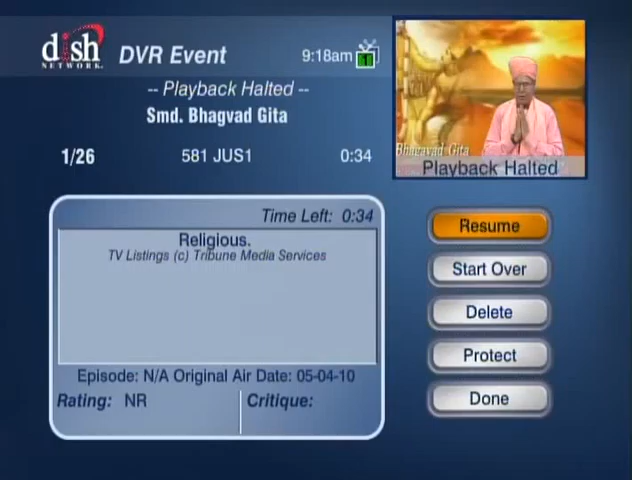 dish
NETWORK.
DVR Event
9:18am
1
-- Playback Halted --
Smd. Bhagvad Gita
1/26
581 JUS1
0:34
Bhagavad Gita
Playback Halted
Time Left: 0:34
Religious.
TV Listings (c) Tribune Media Services
Episode: N/A Original Air Date: 05-04-10
Rating: NR
Critique:
Resume
Start Over
Delete
Protect
Done